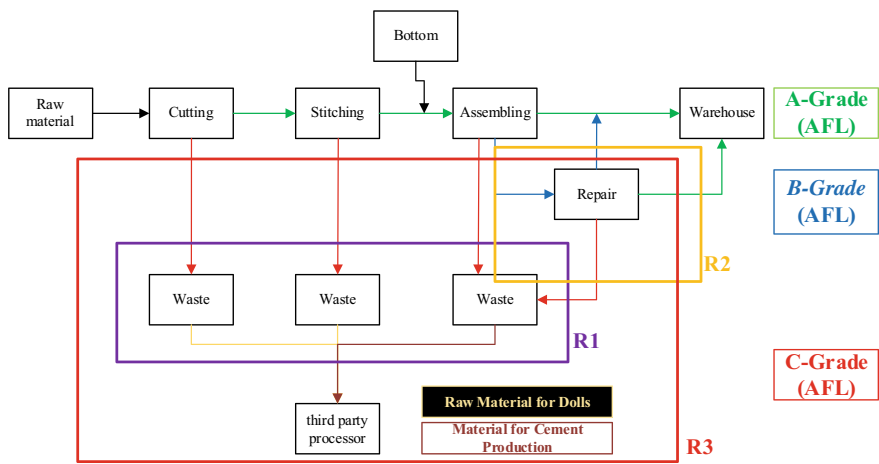 Bottom
Raw
material
Cutting
Stitching
Assembling
Warehouse
A-Grade
(AFL)
Repair
B-Grade
(AFL)
R2
Waste
Waste
Waste
R1
C-Grade
(AFL)
third party
processor
Raw Material for Dolls
Material for Cement
Production
R3